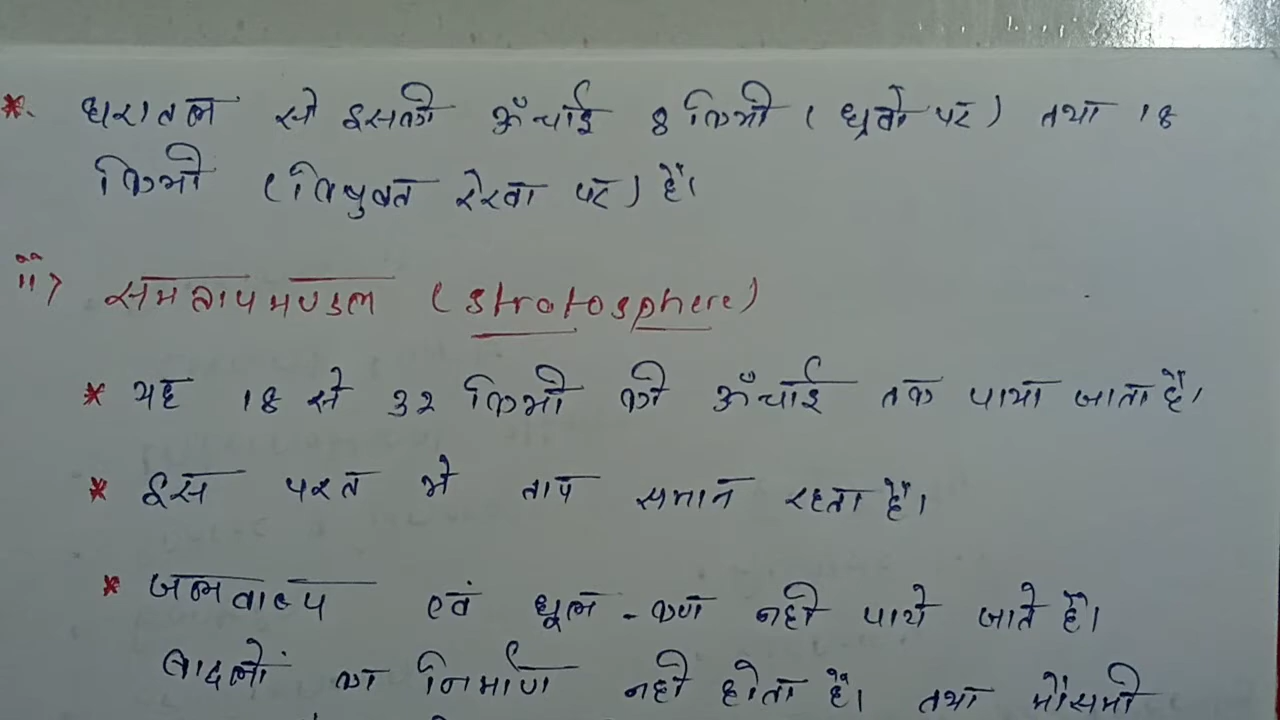 *. धरातल से इसकी ऊँचाई 8 किमी (ध्रुवो पर) तथा 18
किमी (विषुवत रेखा पर) हैं।
ii) समतापमण्डल (Stratosphere)
* यह 18 से 32 किमी की ऊँचाई तक पाया जाता हैं।
* इस परत मे ताप समान रहता हैं।
* जलवाष्प एवं धूल-कण नही पाये जाते हैं।
बादलों का निर्माण नही होता हैं। तथा मौसमी